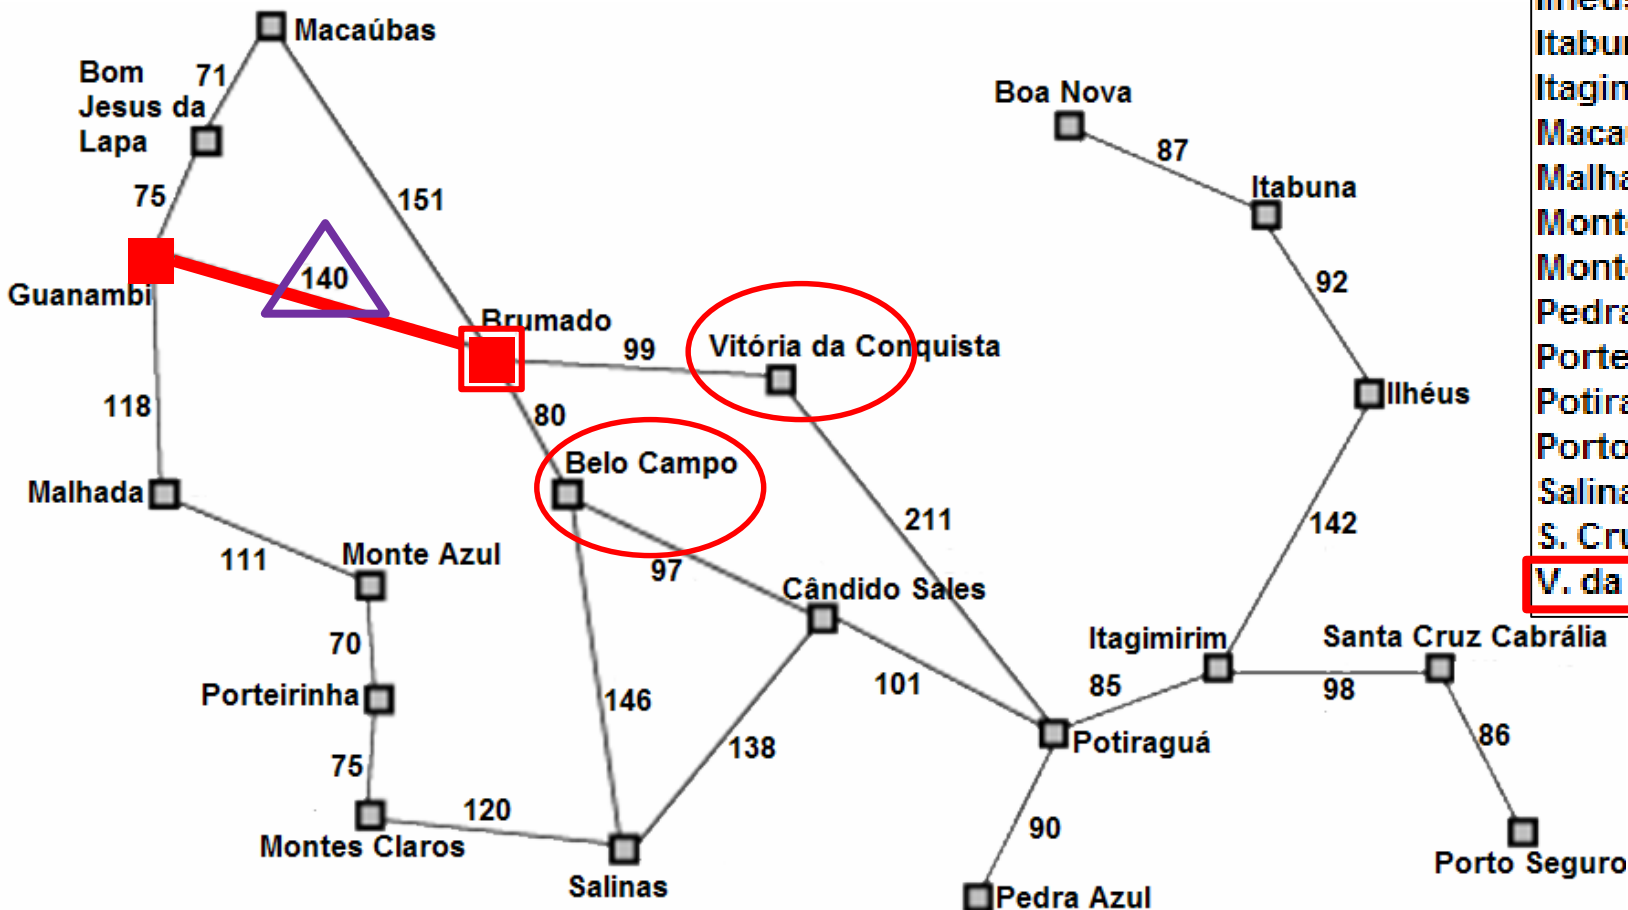 Macaúbas
Bom
Jesus da
Lapa
71
75
151
Guanambi
140
Brumado
99
Vitória da Conquista
Boa Nova
87
Itabuna
92
Ilhéus
118
80
Belo Campo
Malhada
111
Monte Azul
97
211
142
Cândido Sales
70
Porteirinha
146
138
101
Itagimirim
85
Santa Cruz Cabrália
98
86
Potiraguá
75
120
Montes Claros
Salinas
90
Pedra Azul
Porto Seguro
Itabu
Itagi
Maca
Malha
Mont
Mont
Pedra
Porte
Potira
Porto
Salina
S. Cru
V. da